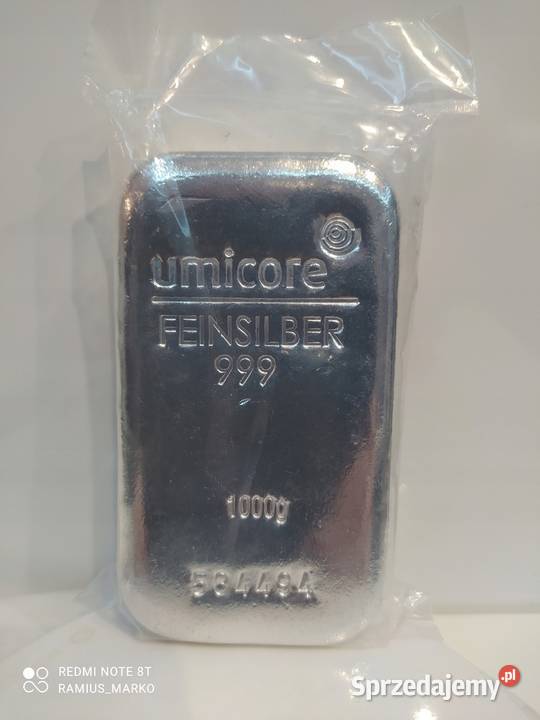 umicore
FEINSILBER
999
1000g
584494
REDMI NOTE 8T
RAMIUS_MARKO
Sprzedajemy.pl